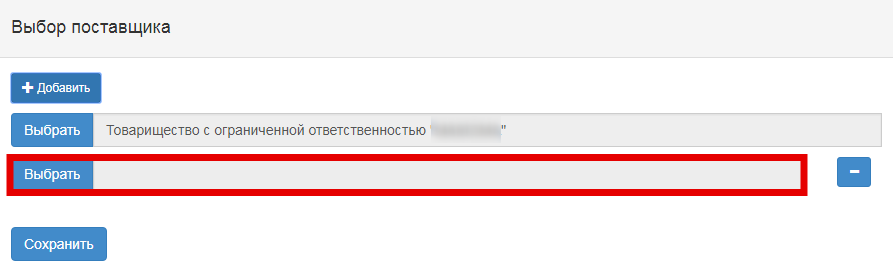 Выбор поставщика
Добавить
Выбрать Товарищество с ограниченной ответственностью ""
Выбрать
Сохранить